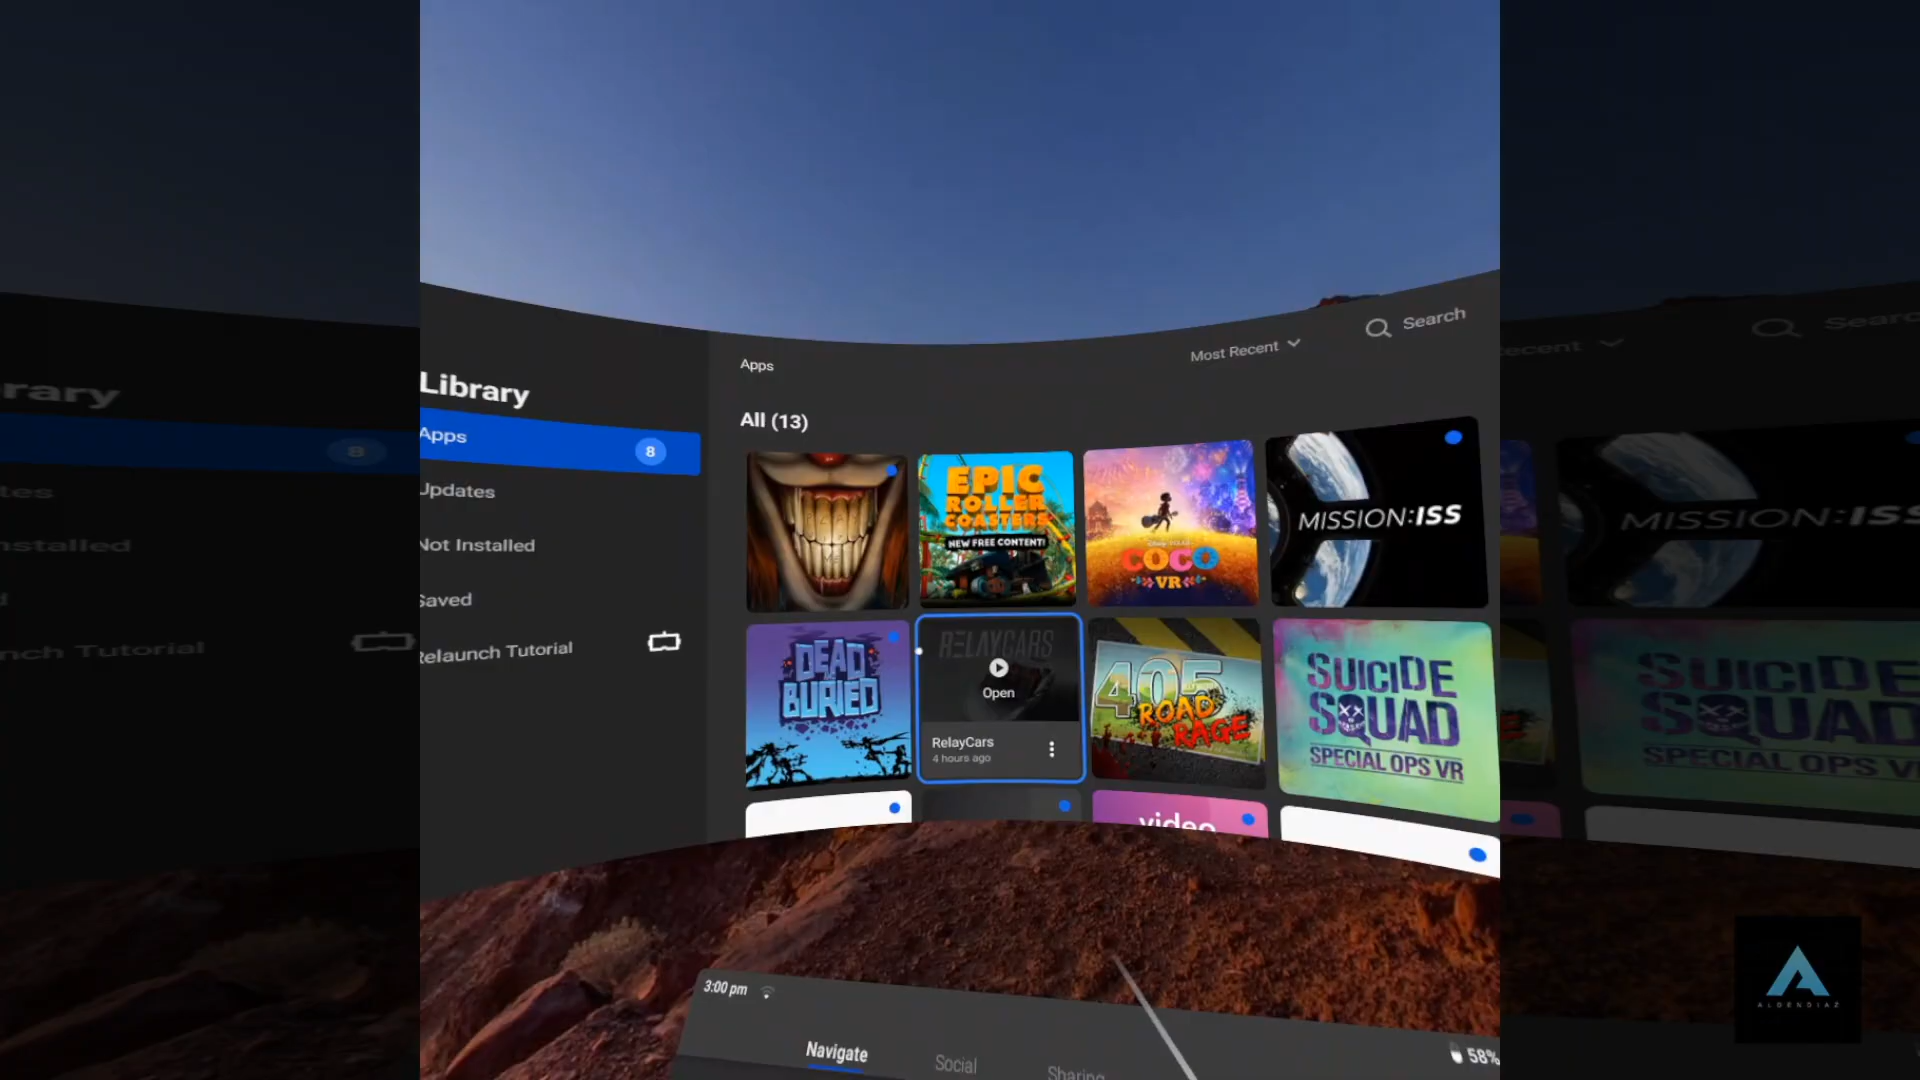 Library
Apps
8
Updates
Not Installed
Saved
Relaunch Tutorial
Apps
Most Recent
Search
All (13)
EPIC
ROLLER
COASTERS
NEW FREE CONTENT!
COCO
VR
MISSION:ISS
DEAD
BURIED
RELAYCARS
Open
RelayCars
4 hours ago
405
ROAD
RAGE
SUICIDE
SQUAD
SPECIAL OPS VR
video
3:00 pm
Navigate
Social
Sharing
58%
ALDENDIAZ